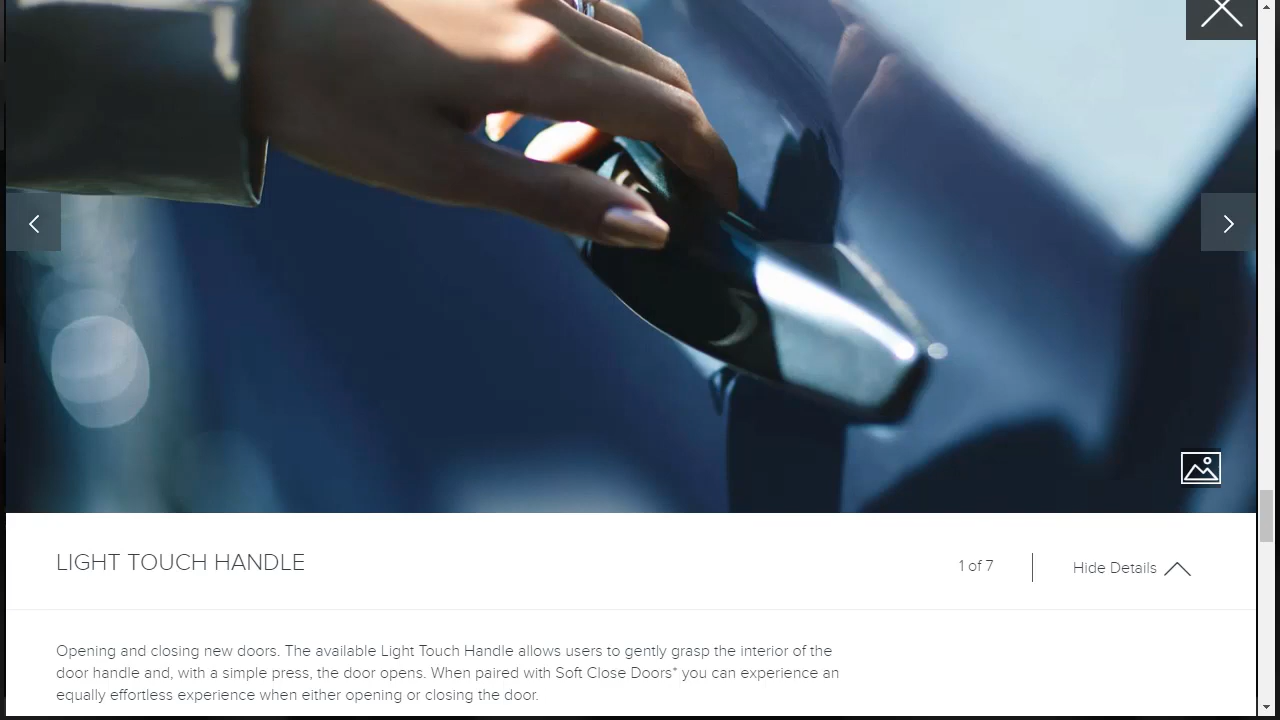 LIGHT TOUCH HANDLE
1 of 7
Hide Details
Opening and closing new doors. The available Light Touch Handle allows users to gently grasp the interior of the
door handle and, with a simple press, the door opens. When paired with Soft Close Doors* you can experience an
equally effortless experience when either opening or closing the door.